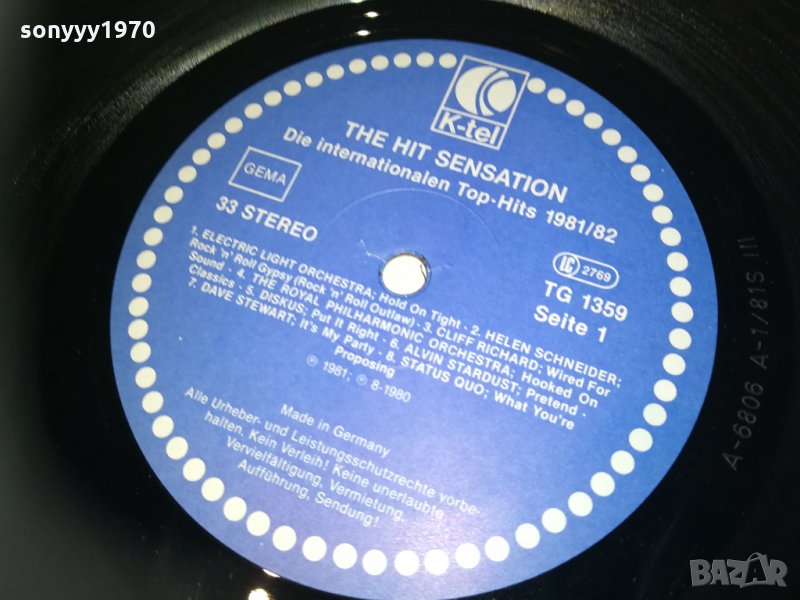 sonyyy1970
K-tel
THE HIT SENSATION
Die internationalen Top-Hits 1981/82
GEMA
33 STEREO
LC 2769
TG 1359
Seite 1
1. ELECTRIC LIGHT ORCHESTRA; Hold On Tight · 2. HELEN SCHNEIDER;
Rock 'n' Roll Gypsy (Rock 'n' Roll Outlaw) · 3. CLIFF RICHARD; Wired For
Sound · 4. THE ROYAL PHILHARMONIC ORCHESTRA; Hooked On
Classics · 5. DISKUS; Put It Right · 6. ALVIN STARDUST; Pretend ·
7. DAVE STEWART; It's My Party · 8. STATUS QUO; What You're
Proposing
℗ 1981; ℗ 8-1980
Made in Germany
Alle Urheber- und Leistungsschutzrechte vorbe-
halten. Kein Verleih! Keine unerlaubte
Vervielfältigung, Vermietung,
Aufführung, Sendung!
A-6806 A-1/81S III
BAZAR